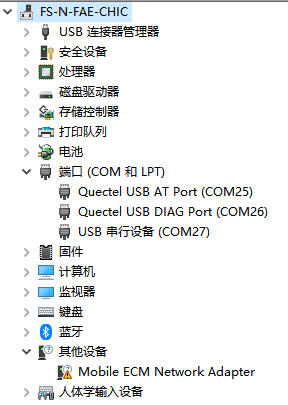 FS-N-FAE-CHIC
USB 连接器管理器
安全设备
处理器
磁盘驱动器
存储控制器
打印队列
电池
端口 (COM 和 LPT)
Quectel USB AT Port (COM25)
Quectel USB DIAG Port (COM26)
USB 串行设备 (COM27)
固件
计算机
监视器
键盘
蓝牙
其他设备
Mobile ECM Network Adapter
人体学输入设备